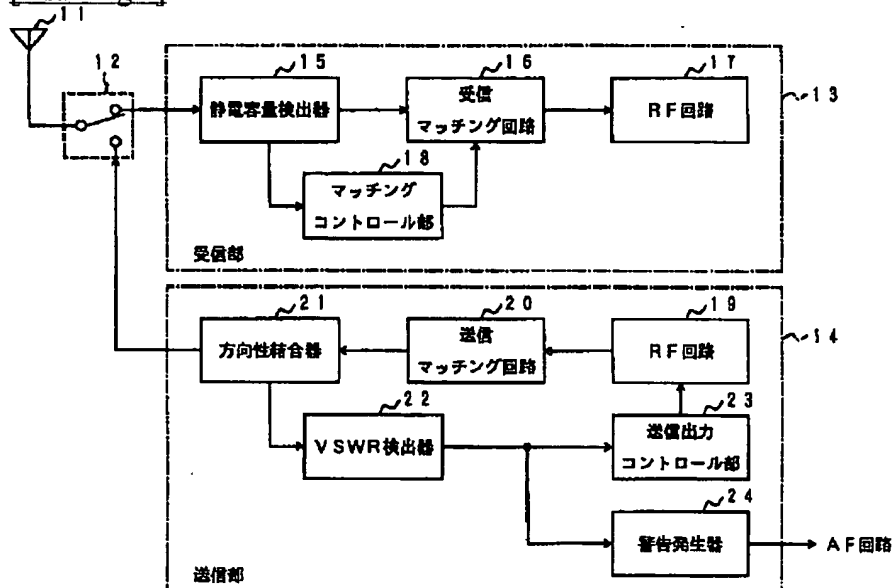 11
12
15
静電容量検出器
16
受信
マッチング回路
17
RF回路
13
18
マッチング
コントロール部
受信部
21
方向性結合器
20
送信
マッチング回路
19
RF回路
14
22
VSWR検出器
23
送信出力
コントロール部
24
警告発生器
AF回路
送信部